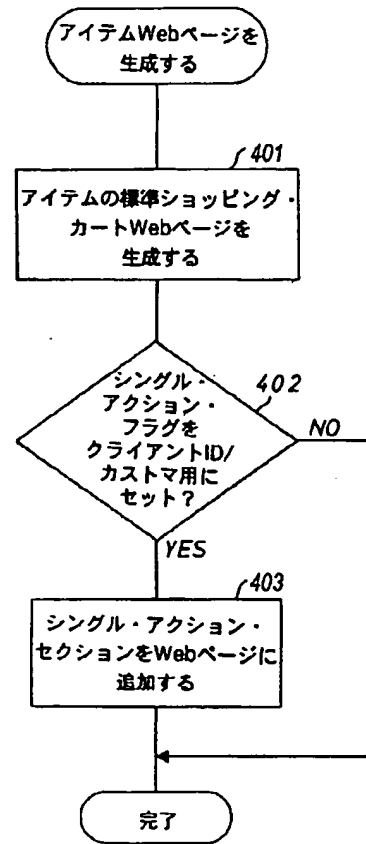 アイテムWebページを
生成する
401
アイテムの標準ショッピング・
カートWebページを
生成する
402
シングル・
アクション・
フラグを
クライアントID/
カストマ用に
セット?
NO
YES
403
シングル・アクション・
セクションをWebページに
追加する
完了